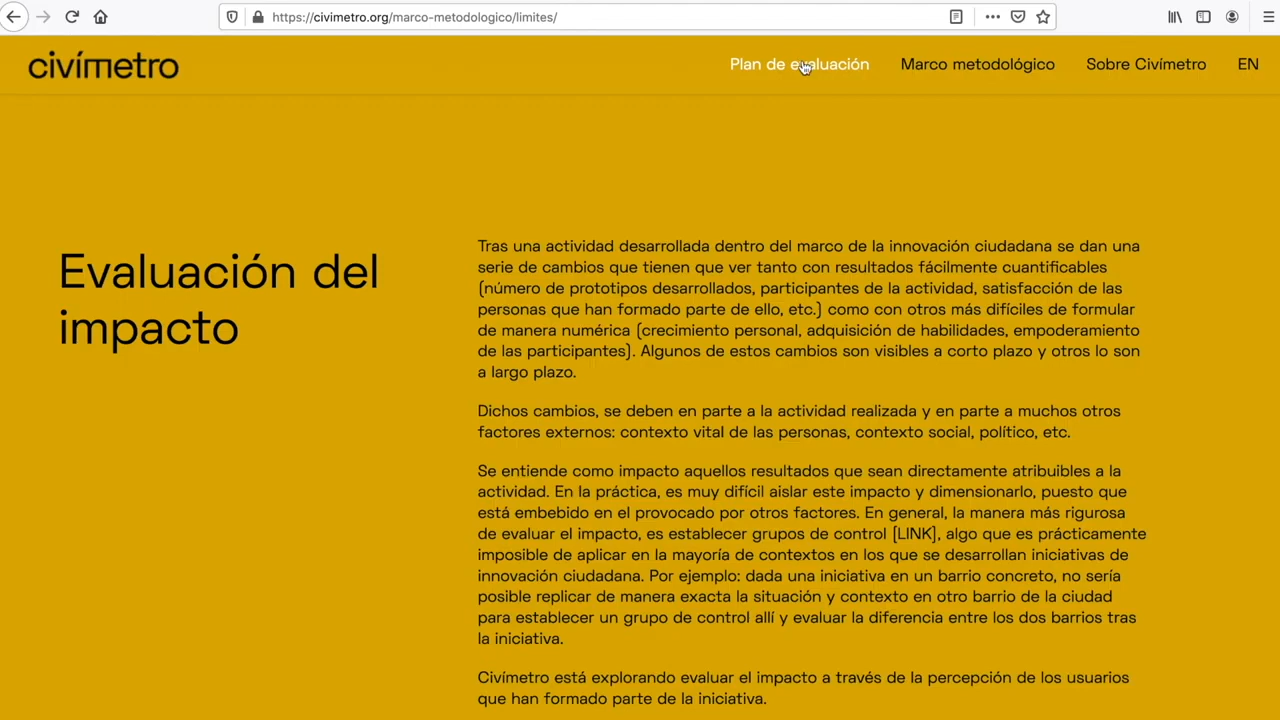 https://civimetro.org/marco-metodologico/limites/
civímetro
Plan de evaluación
Marco metodológico
Sobre Civímetro
EN
Evaluación del
impacto
Tras una actividad desarrollada dentro del marco de la innovación ciudadana se dan una
serie de cambios que tienen que ver tanto con resultados fácilmente cuantificables
(número de prototipos desarrollados, participantes de la actividad, satisfacción de las
personas que han formado parte de ello, etc.) como con otros más difíciles de formular
de manera numérica (crecimiento personal, adquisición de habilidades, empoderamiento
de las participantes). Algunos de estos cambios son visibles a corto plazo y otros lo son
a largo plazo.
Dichos cambios, se deben en parte a la actividad realizada y en parte a muchos otros
factores externos: contexto vital de las personas, contexto social, político, etc.
Se entiende como impacto aquellos resultados que sean directamente atribuibles a la
actividad. En la práctica, es muy difícil aislar este impacto y dimensionarlo, puesto que
está embebido en el provocado por otros factores. En general, la manera más rigurosa
de evaluar el impacto, es establecer grupos de control [LINK], algo que es prácticamente
imposible de aplicar en la mayoría de contextos en los que se desarrollan iniciativas de
innovación ciudadana. Por ejemplo: dada una iniciativa en un barrio concreto, no sería
posible replicar de manera exacta la situación y contexto en otro barrio de la ciudad
para establecer un grupo de control allí y evaluar la diferencia entre los dos barrios tras
la iniciativa.
Civímetro está explorando evaluar el impacto a través de la percepción de los usuarios
que han formado parte de la iniciativa.